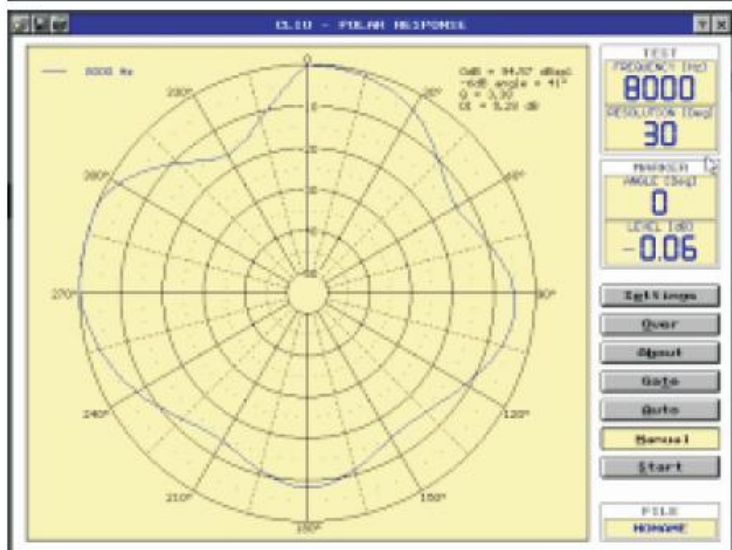 CLIO - POLAR RESPONSE
8000 Hz
0dB = 94.57 dBspl
-6dB angle = 41°
Q = 3.38
DI = 5.28 dB
0
330°
30°
300°
60°
270°
90°
240°
120°
210°
150°
180°
TEST
FREQUENCY [Hz]
8000
RESOLUTION [Deg]
30
MARKER
ANGLE [Deg]
0
LEVEL [dB]
-0.06
Settings
Over
About
Gate
Auto
Manual
Start
FILE
NONAME